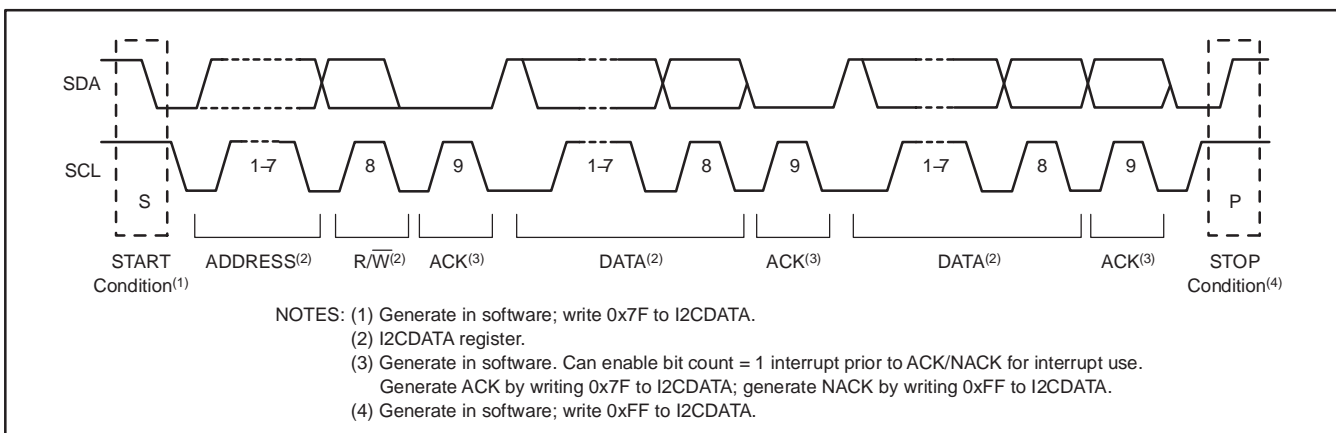 SDA
SCL 1–7 8 9 1–7 8 9 1–7 8 9
S P
START Condition(1) ADDRESS(2) R/W̅(2) ACK(3) DATA(2) ACK(3) DATA(2) ACK(3) STOP Condition(4)
NOTES: (1) Generate in software; write 0x7F to I2CDATA.
(2) I2CDATA register.
(3) Generate in software. Can enable bit count = 1 interrupt prior to ACK/NACK for interrupt use.
Generate ACK by writing 0x7F to I2CDATA; generate NACK by writing 0xFF to I2CDATA.
(4) Generate in software; write 0xFF to I2CDATA.